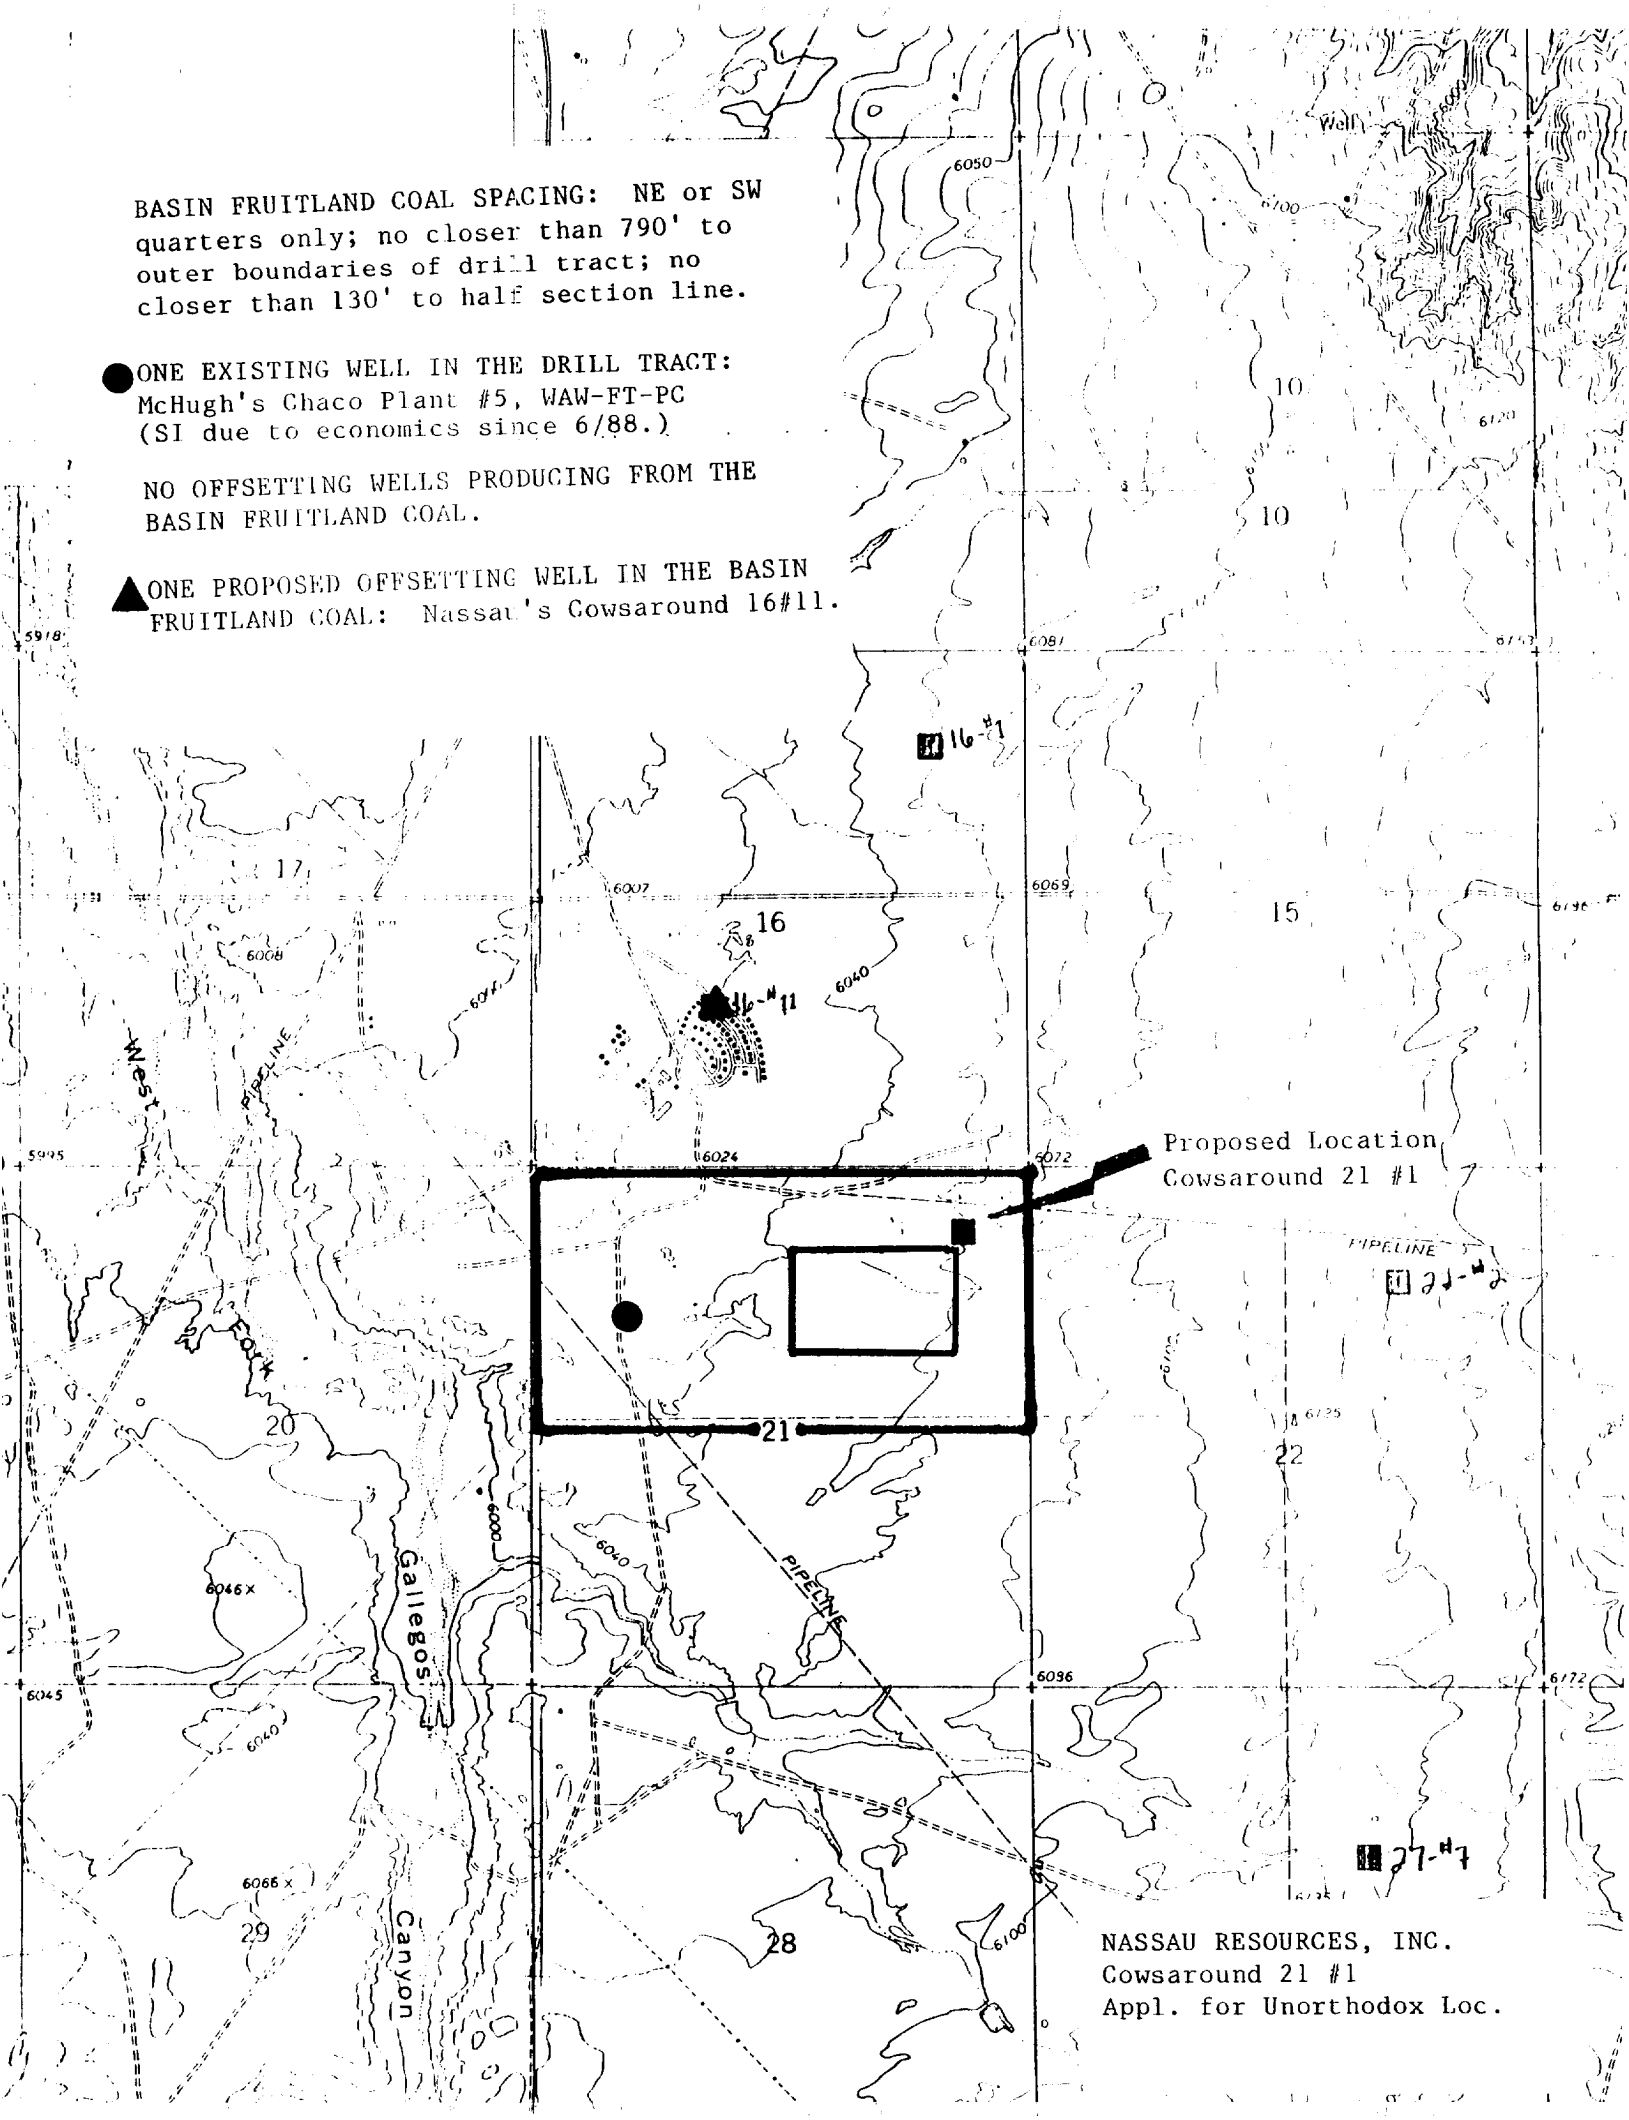 6050
Well
6100
BASIN FRUITLAND COAL SPACING: NE or SW
quarters only; no closer than 790' to
outer boundaries of drill tract; no
closer than 130' to half section line.
ONE EXISTING WELL IN THE DRILL TRACT:
McHugh's Chaco Plant #5, WAW-FT-PC
(SI due to economics since 6/88.)
10
6120
NO OFFSETTING WELLS PRODUCING FROM THE
BASIN FRUITLAND COAL.
10
ONE PROPOSED OFFSETTING WELL IN THE BASIN
FRUITLAND COAL: Nassau's Cowsaround 16#11.
5918
6081
6153
16-#1
17
6007
6069
16
15
6008
6040
16-#11
West
PIPELINE
5995
6024
6072
Proposed Location
Cowsaround 21 #1
PIPELINE
Fork
20
21
6125
22
6000
6040
PIPELINE
6046
Gallegos
6045
6096
6172
6040
27-#7
6066
29
Canyon
28
6100
NASSAU RESOURCES, INC.
Cowsaround 21 #1
Appl. for Unorthodox Loc.